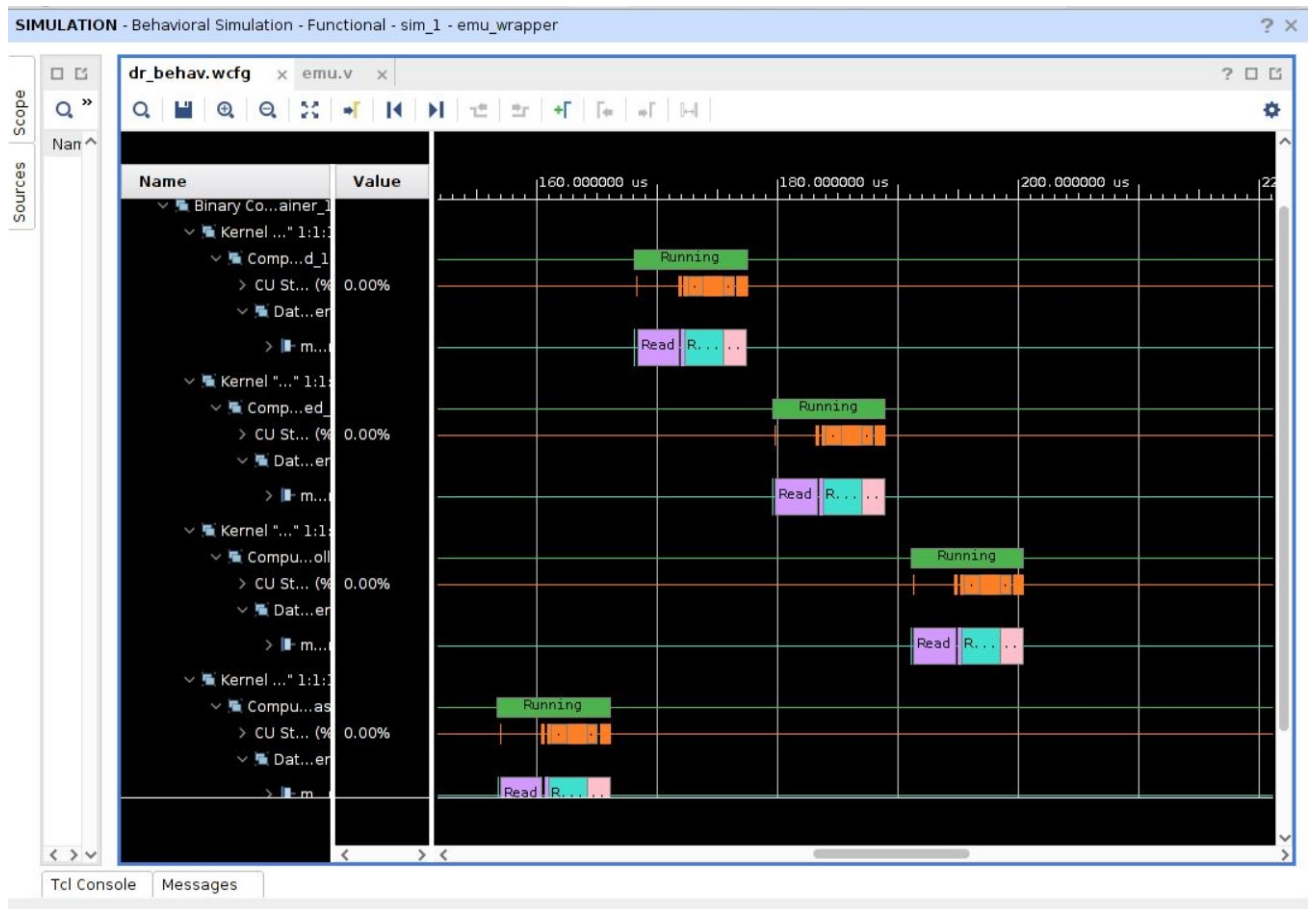 SIMULATION - Behavioral Simulation - Functional - sim_1 - emu_wrapper ? ×
Scope
Sources
dr_behav.wcfg × emu.v × ?
»
Nam
Name Value
160.000000 us 180.000000 us 200.000000 us 22
Binary Co...ainer_1
Kernel ..." 1:1:1
Running
Comp...d_1
CU St... (% 0.00%
Dat...er
Read R... ..
m...
Kernel "..." 1:1:
Running
Comp...ed_
CU St... (% 0.00%
Dat...er
Read R... ..
m...
Kernel "..." 1:1:
Running
Compu...oll
CU St... (% 0.00%
Dat...er
Read R... ..
m...
Kernel ..." 1:1:1
Running
Compu...as
CU St... (% 0.00%
Dat...er
Read R... ..
m...
Tcl Console Messages